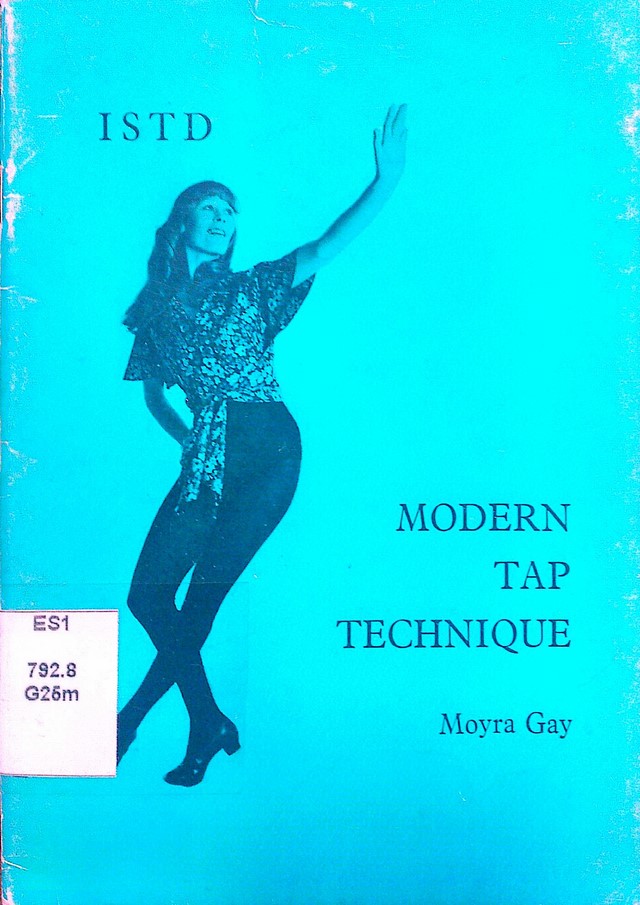 ISTD
MODERN
TAP
TECHNIQUE
Moyra Gay
ES1
792.8
G25m